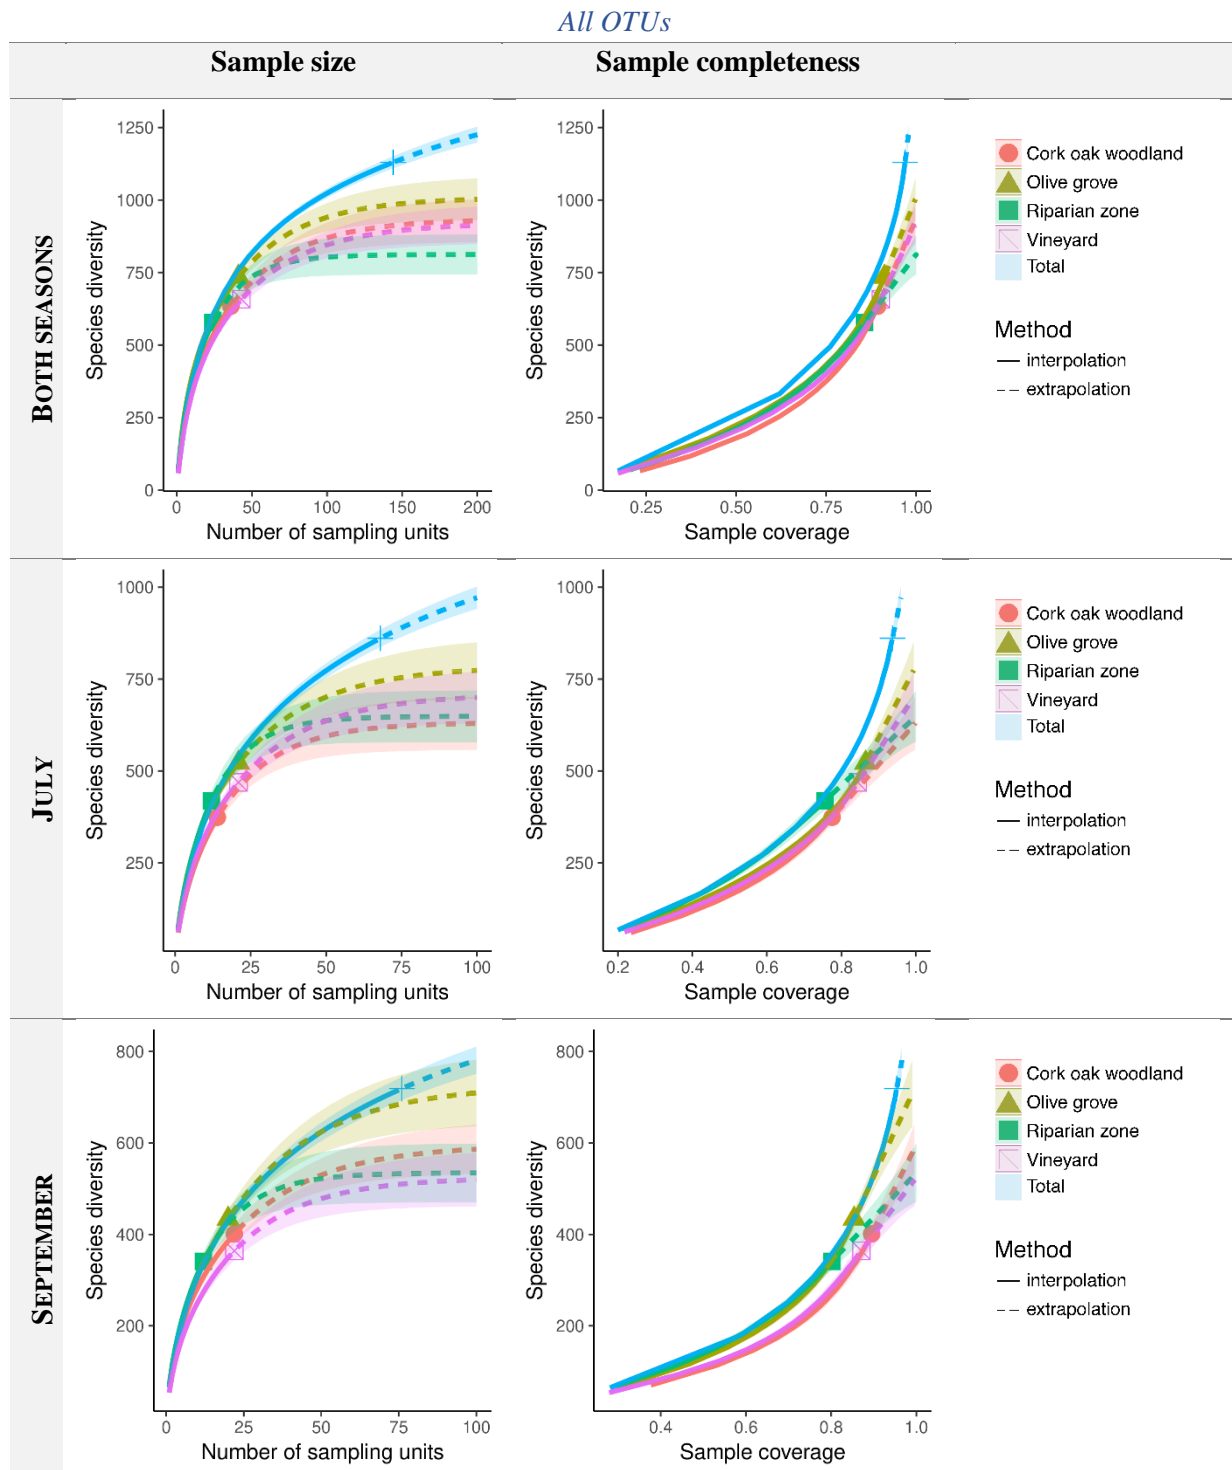 All OTUs
Sample size
Sample completeness
BOTH SEASONS
Species diversity
1250
1000
750
500
250
0
0 50 100 150 200
Number of sampling units
Species diversity
1250
1000
750
500
250
0
0.25 0.50 0.75 1.00
Sample coverage
Cork oak woodland
Olive grove
Riparian zone
Vineyard
Total
Method
interpolation
extrapolation
JULY
Species diversity
1000
750
500
250
0 25 50 75 100
Number of sampling units
Species diversity
1000
750
500
250
0.2 0.4 0.6 0.8 1.0
Sample coverage
Cork oak woodland
Olive grove
Riparian zone
Vineyard
Total
Method
interpolation
extrapolation
SEPTEMBER
Species diversity
800
600
400
200
0 25 50 75 100
Number of sampling units
Species diversity
800
600
400
200
0.4 0.6 0.8 1.0
Sample coverage
Cork oak woodland
Olive grove
Riparian zone
Vineyard
Total
Method
interpolation
extrapolation